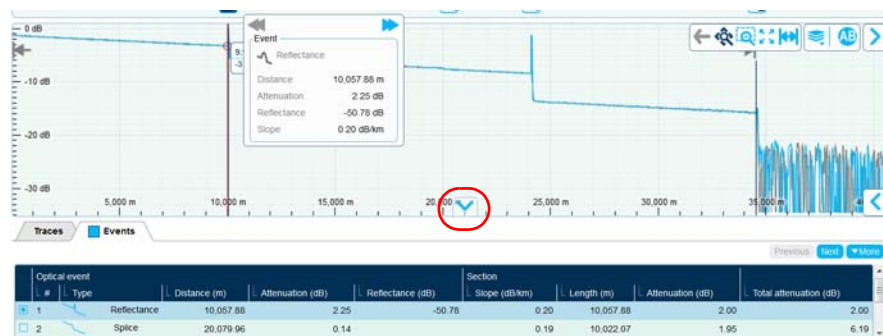 0 dB
Event
Reflectance
Distance 10,057.88 m
Attenuation 2.25 dB
Reflectance -50.78 dB
Slope 0.20 dB/km
AB
-10 dB
-20 dB
-30 dB
5,000 m 10,000 m 20,000 25,000 m 30,000 m 35,000 m
Traces Events
Previous Next More
Optical event Section
# Type Distance (m) Attenuation (dB) Reflectance (dB) Slope (dB/km) Length (m) Attenuation (dB) Total attenuation (dB)
1 Reflectance 10,057.88 2.25 -50.78 0.20 10,057.88 2.00 2.00
2 Splice 20,079.96 0.14 0.19 10,022.07 1.95 6.19